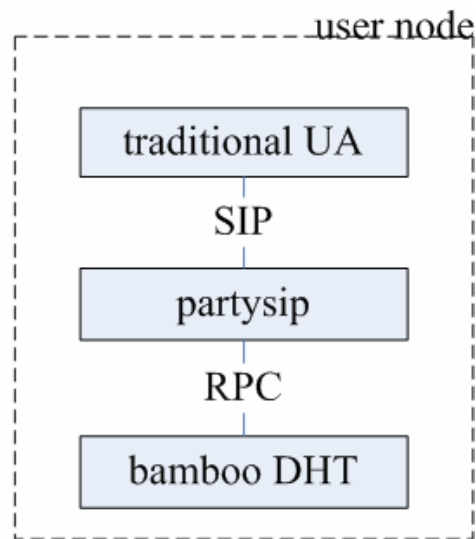 user node
traditional UA
SIP
partysip
RPC
bamboo DHT